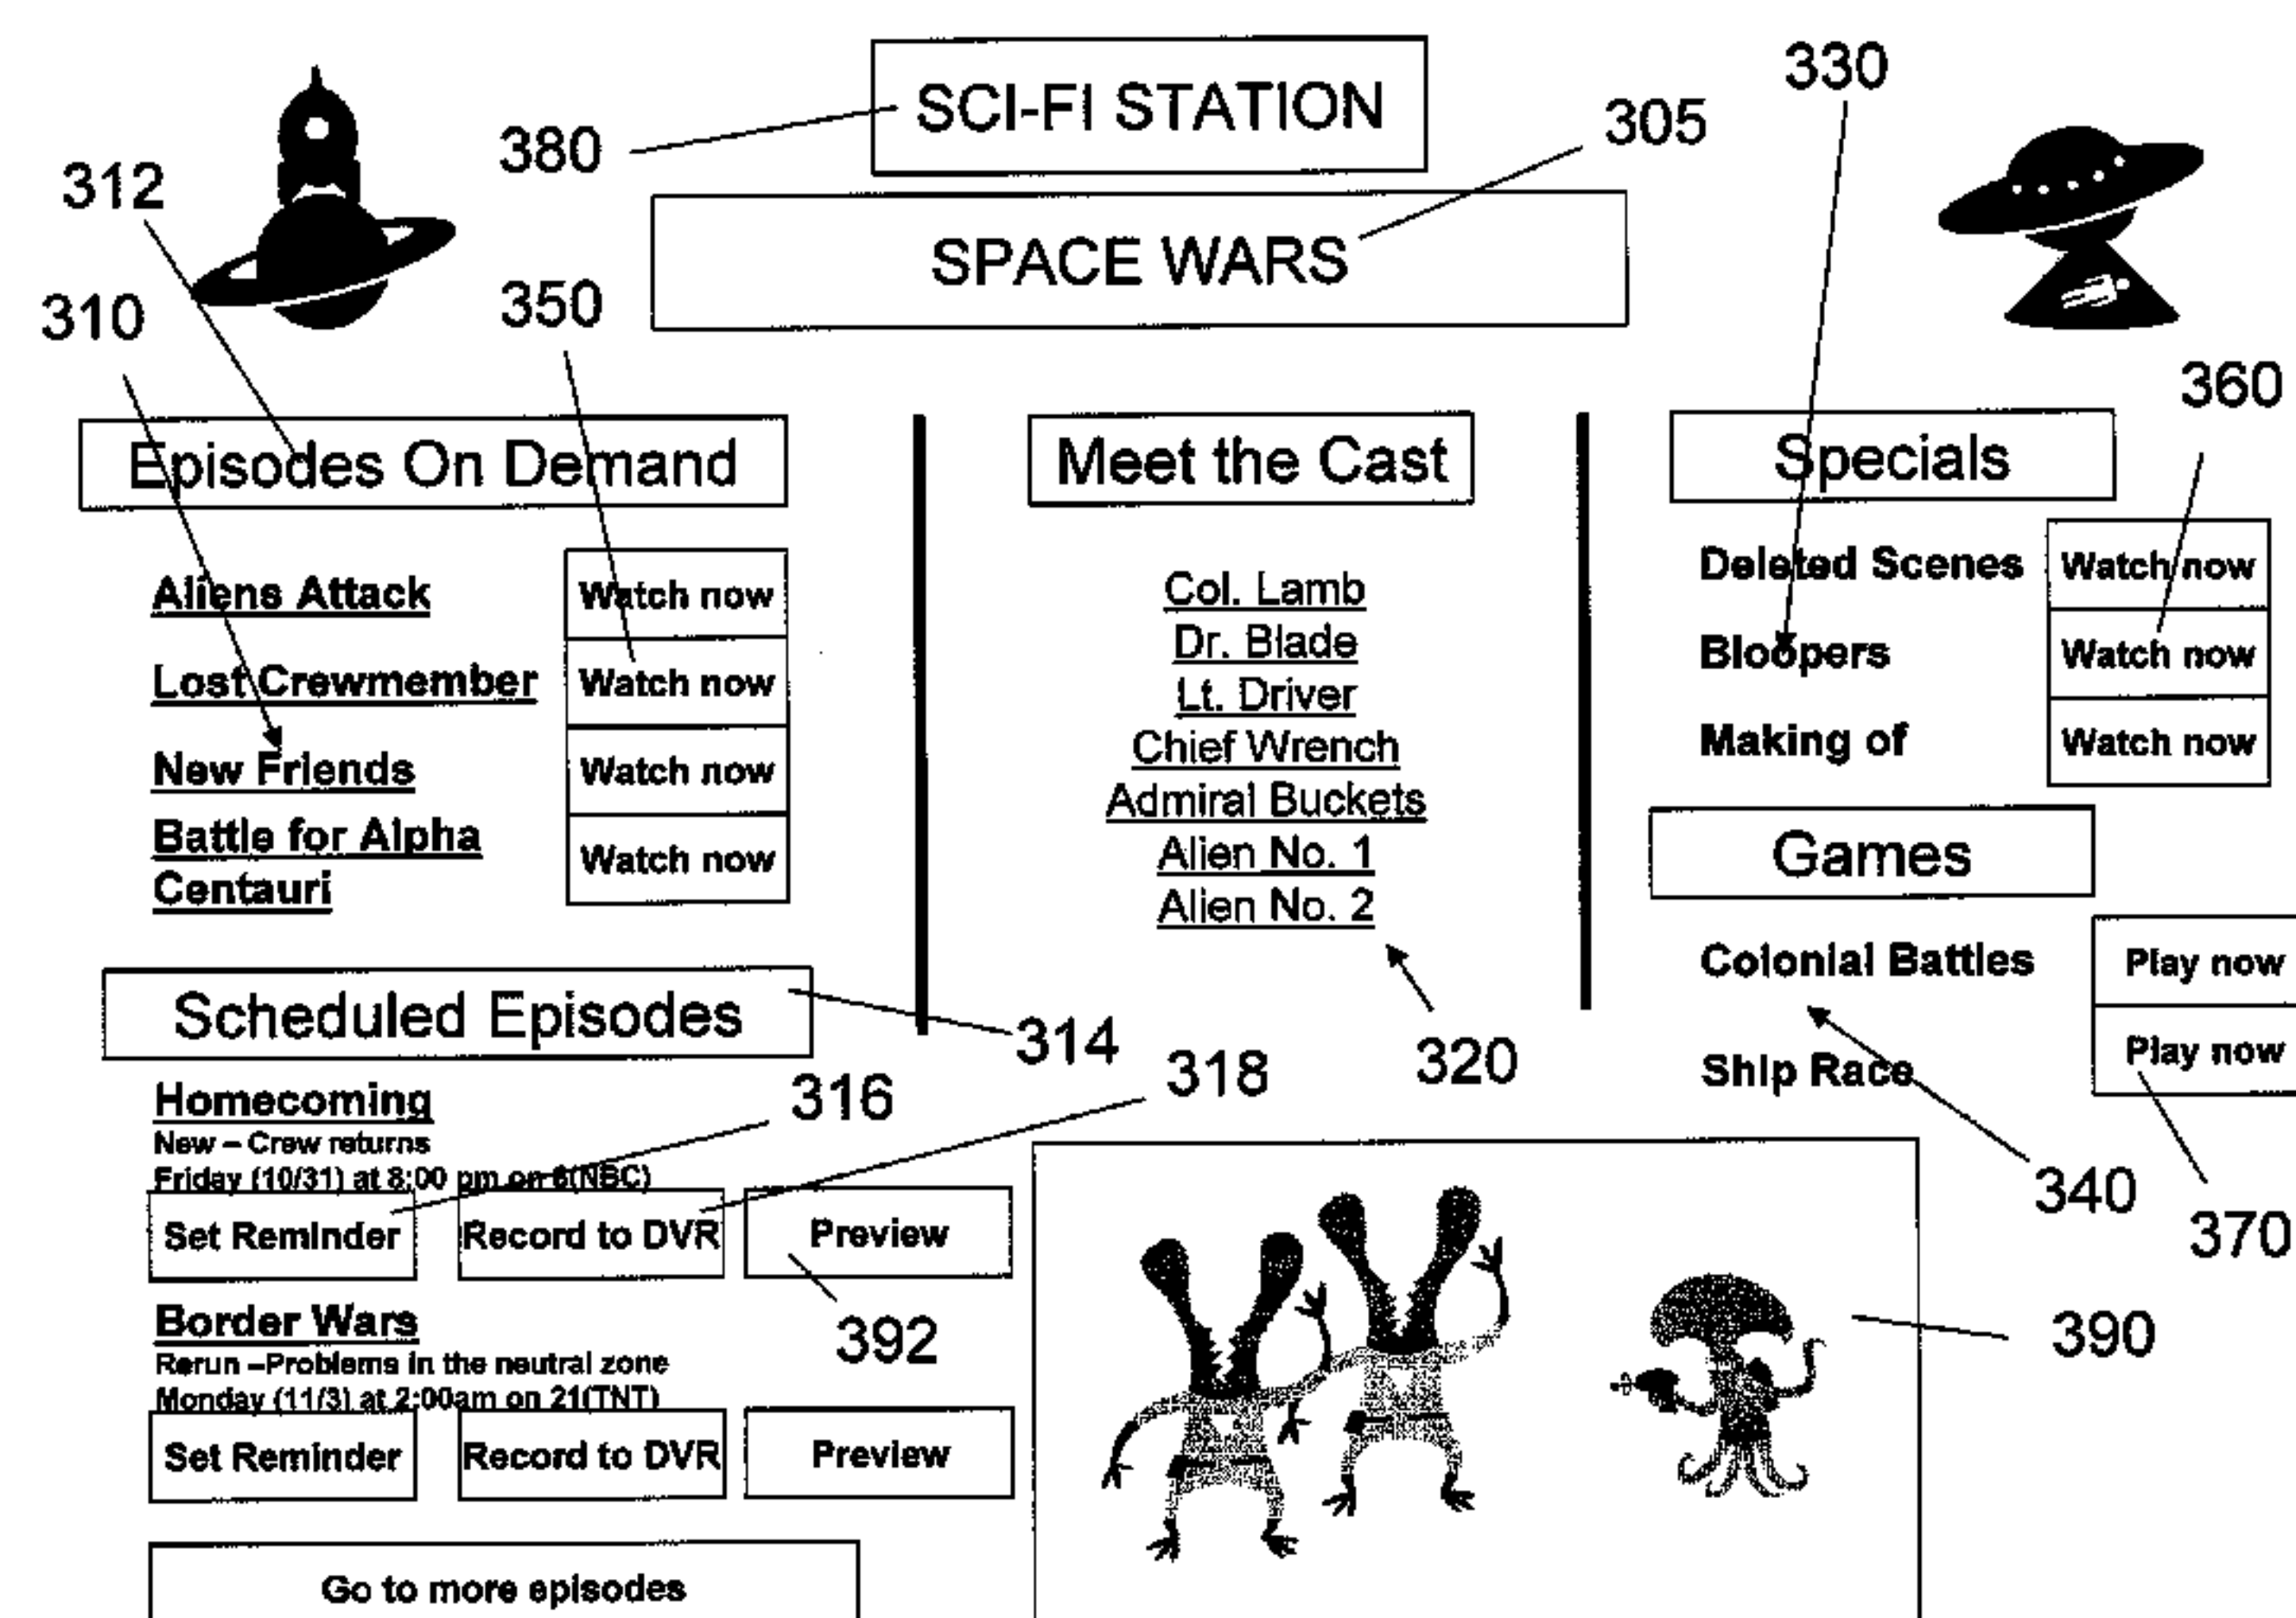 SCI-FI STATION
330
380
305
312
SPACE WARS
350
310
360
Episodes On Demand
Aliens Attack
Watch now
Lost Crewmember
Watch now
New Friends
Watch now
Battle for Alpha
Centauri
Watch now
Meet the Cast
Col. Lamb
Dr. Blade
Lt. Driver
Chief Wrench
Admiral Buckets
Alien No. 1
Alien No. 2
320
Specials
Deleted Scenes
Watch now
Bloopers
Watch now
Making of
Watch now
Games
Colonial Battles
Play now
Ship Race
Play now
340
370
Scheduled Episodes
314
318
316
Homecoming
New – Crew returns
Friday (10/31) at 8:00 pm on 6(NBC)
Set Reminder
Record to DVR
Preview
392
390
Border Wars
Rerun –Problems in the neutral zone
Monday (11/3) at 2:00am on 21(TNT)
Set Reminder
Record to DVR
Preview
Go to more episodes